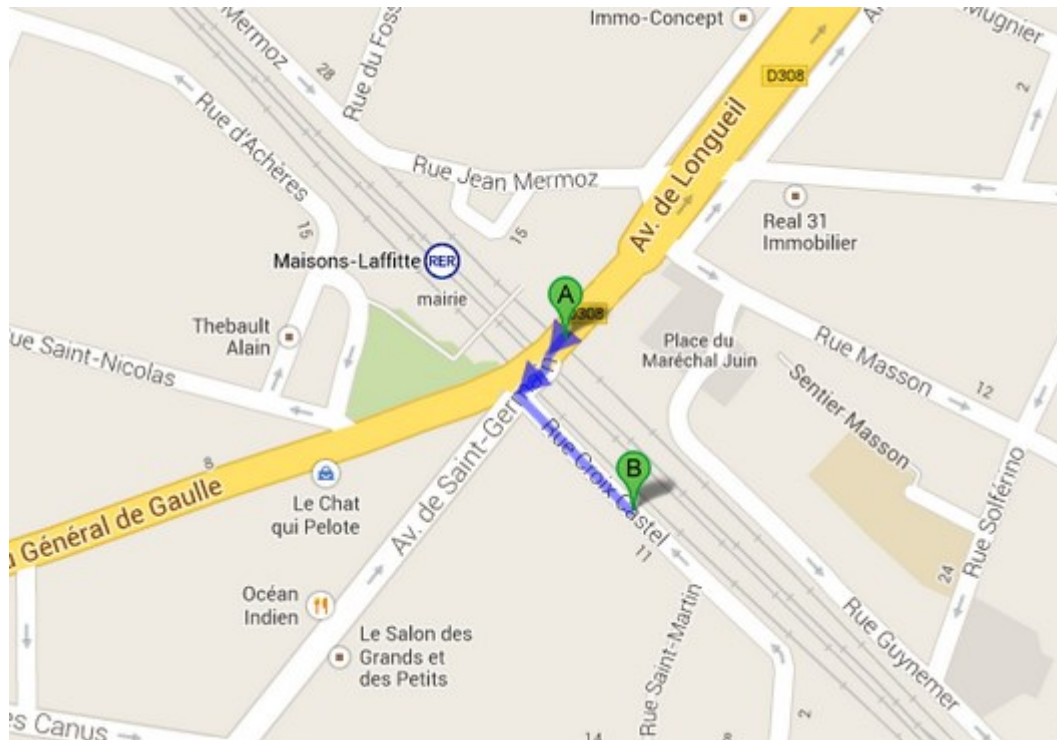 Immo-Concept
Mugnier
Mermoz
28
Rue du Foss
D308
2
Rue d'Achères
Rue Jean Mermoz
Av. de Longueil
Real 31
Immobilier
15
15
Maisons-Laffitte RER
mairie
A
D308
Thebault
Alain
ue Saint-Nicolas
Place du
Maréchal Juin
Rue Masson
12
Sentier Masson
Rue Croix Castel
B
8
Le Chat
qui Pelote
Av. de Saint-Germain
Général de Gaulle
11
Rue Solférino
24
Océan
Indien
Le Salon des
Grands et
des Petits
Rue Saint-Martin
Rue Guynemer
es Canus
14
2